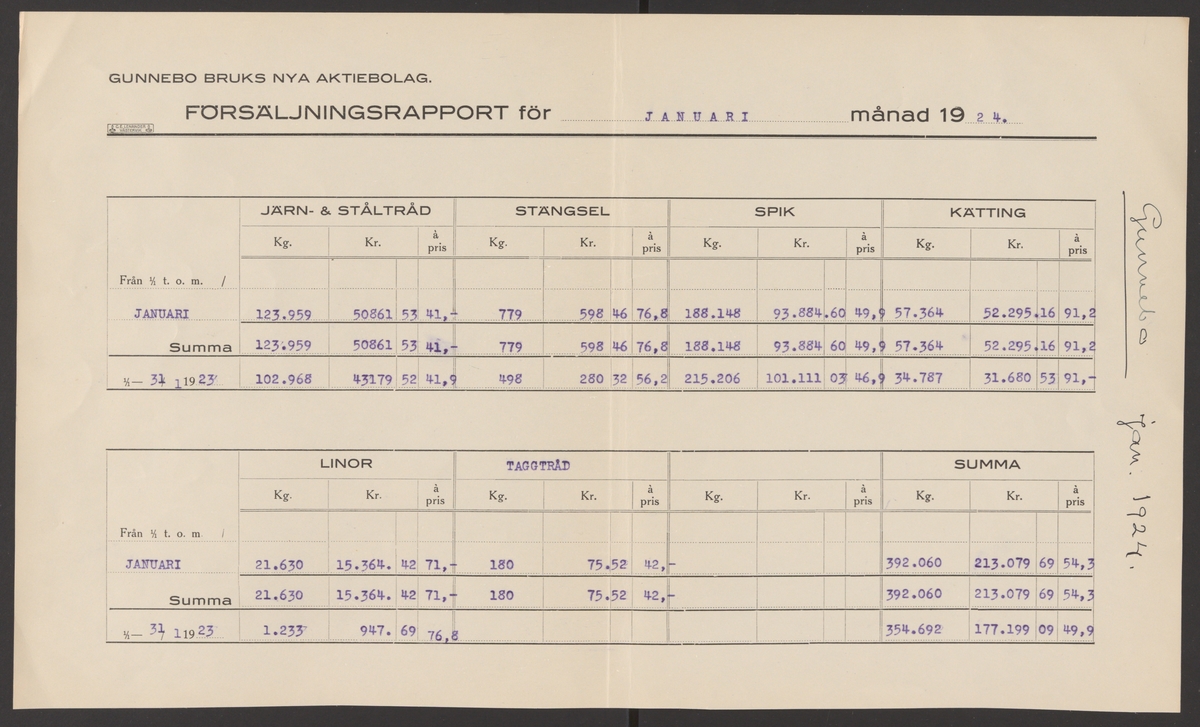 GUNNEBO BRUKS NYA AKTIEBOLAG.
FÖRSÄLJNINGSRAPPORT för JANUARI månad 19 24.
JÄRN- & STÅLTRÅD STÄNGSEL SPIK KÄTTING
Kg. Kr. à pris Kg. Kr. à pris Kg. Kr. à pris Kg. Kr. à pris
Från 1/1 t. o. m. /
JANUARI 123.959 50861 53 41,- 779 598 46 76,8 188.148 93.884.60 49,9 57.364 52.295.16 91,2
Summa 123.959 50861 53 41,- 779 598 46 76,8 188.148 93.884 60 49,9 57.364 52.295.16 91,2
1/1— 31/ 1 1923 102.968 43179 52 41,9 498 280 32 56,2 215.206 101.111 03 46,9 34.787 31.680 53 91,-
LINOR TAGGTRÅD SUMMA
Kg. Kr. à pris Kg. Kr. à pris Kg. Kr. à pris Kg. Kr. à pris
Från 1/1 t. o. m /
JANUARI 21.630 15.364. 42 71,- 180 75.52 42,- 392.060 213.079 69 54,3
Summa 21.630 15.364. 42 71,- 180 75.52 42,- 392.060 213.079 69 54,3
1/1— 31/ 1 1923 1.233 947. 69 76,8 354.692 177.199 09 49,9
Gunnebo jan. 1924.